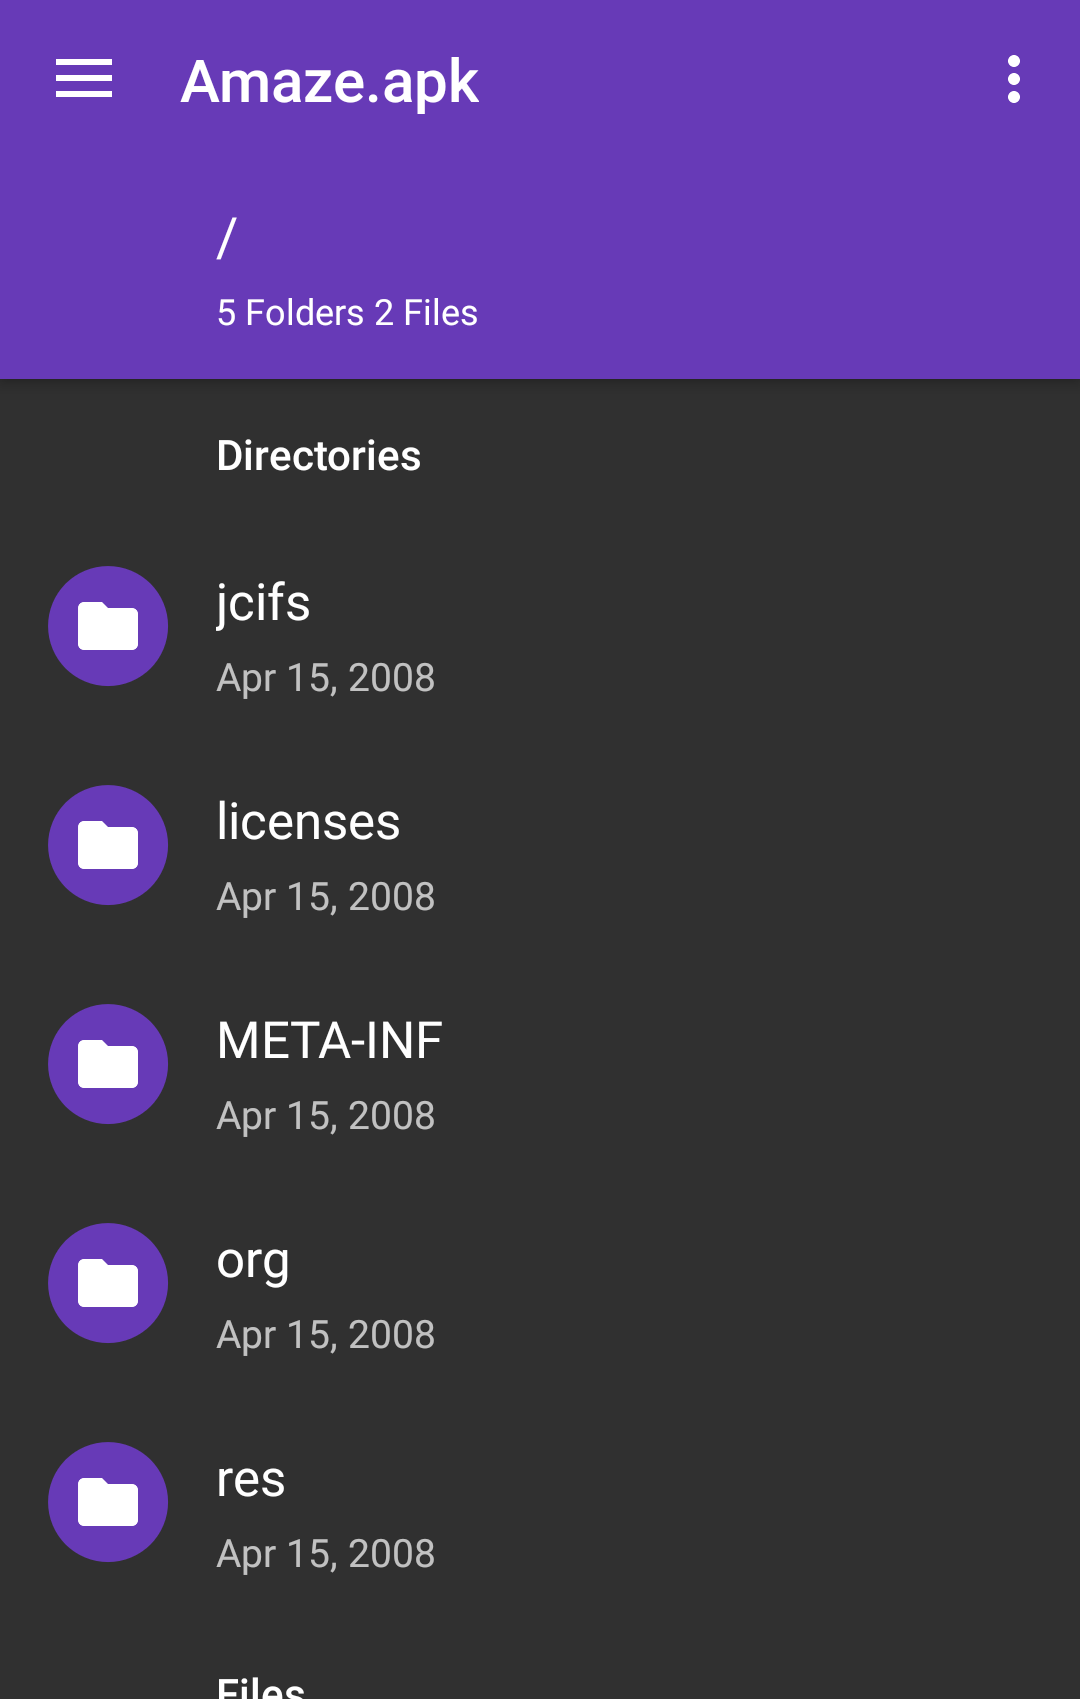 Amaze.apk
/
5 Folders 2 Files
Directories
jcifs
Apr 15, 2008
licenses
Apr 15, 2008
META-INF
Apr 15, 2008
org
Apr 15, 2008
res
Apr 15, 2008
Files